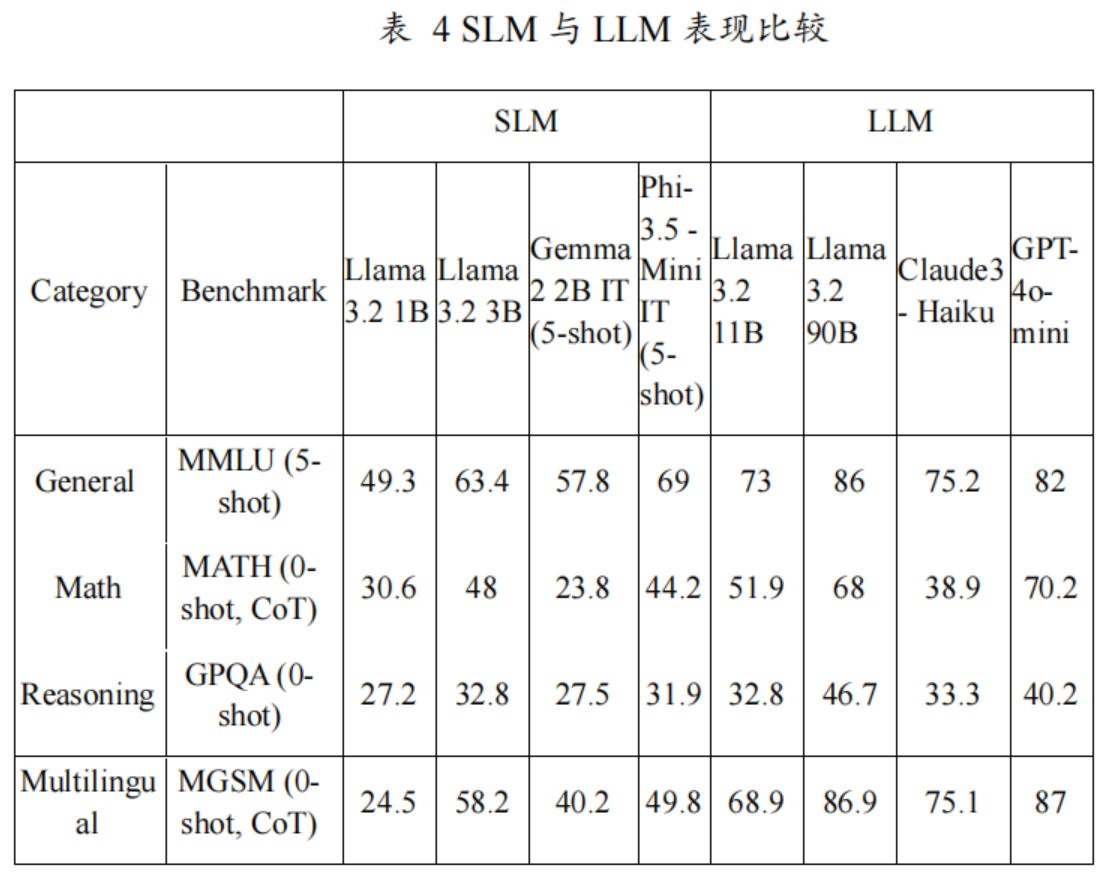 表 4 SLM 与 LLM 表现比较
SLM LLM
Category Benchmark Llama 3.2 1B Llama 3.2 3B Gemma 2 2B IT (5-shot) Phi-3.5 -Mini IT (5-shot) Llama 3.2 11B Llama 3.2 90B Claude3 - Haiku GPT-4o-mini
General MMLU (5-shot) 49.3 63.4 57.8 69 73 86 75.2 82
Math MATH (0-shot, CoT) 30.6 48 23.8 44.2 51.9 68 38.9 70.2
Reasoning GPQA (0-shot) 27.2 32.8 27.5 31.9 32.8 46.7 33.3 40.2
Multilingual MGSM (0-shot, CoT) 24.5 58.2 40.2 49.8 68.9 86.9 75.1 87